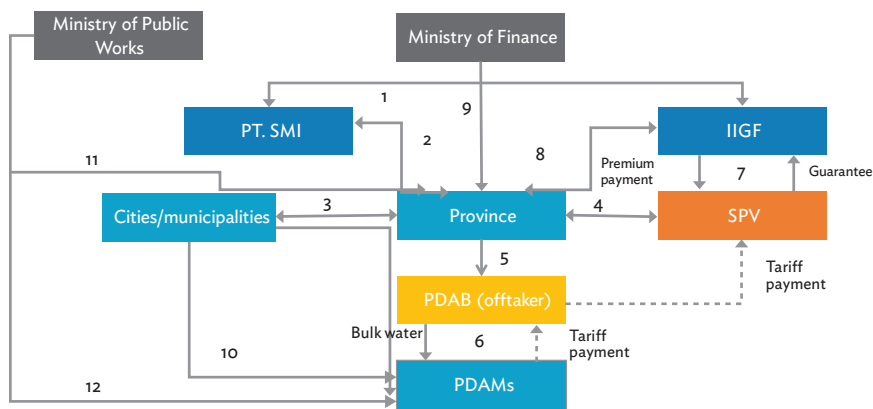 Ministry of Public
Works
Ministry of Finance
1
9
PT. SMI
2
IIGF
8
11
Premium
payment
7
Guarantee
Cities/municipalities
3
Province
4
SPV
5
Tariff
payment
PDAB (offtaker)
Bulk water
6
Tariff
payment
10
PDAMs
12